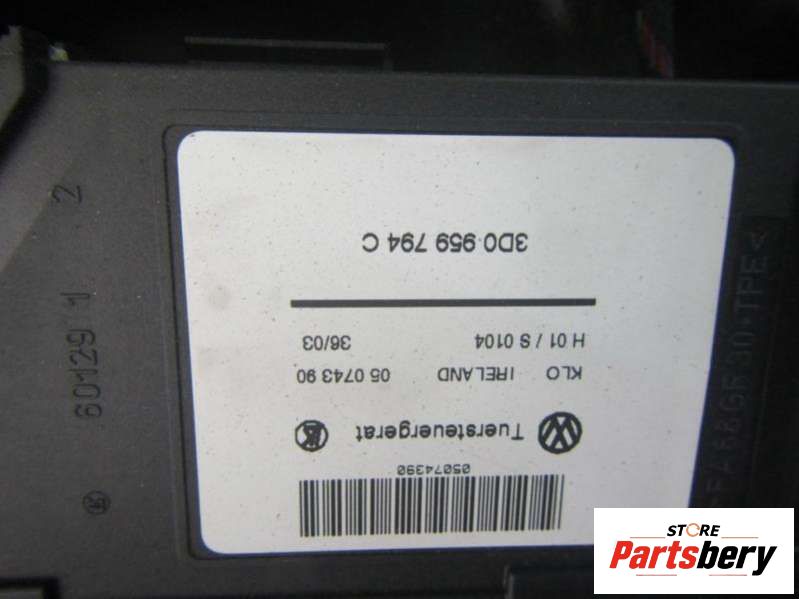 05074390
Tuersteuergerat
KLO IRELAND 05 0743 90
H 01 / S 0104 36/03
3D0 959 794 C
60129 1 2
STORE
Partsbery